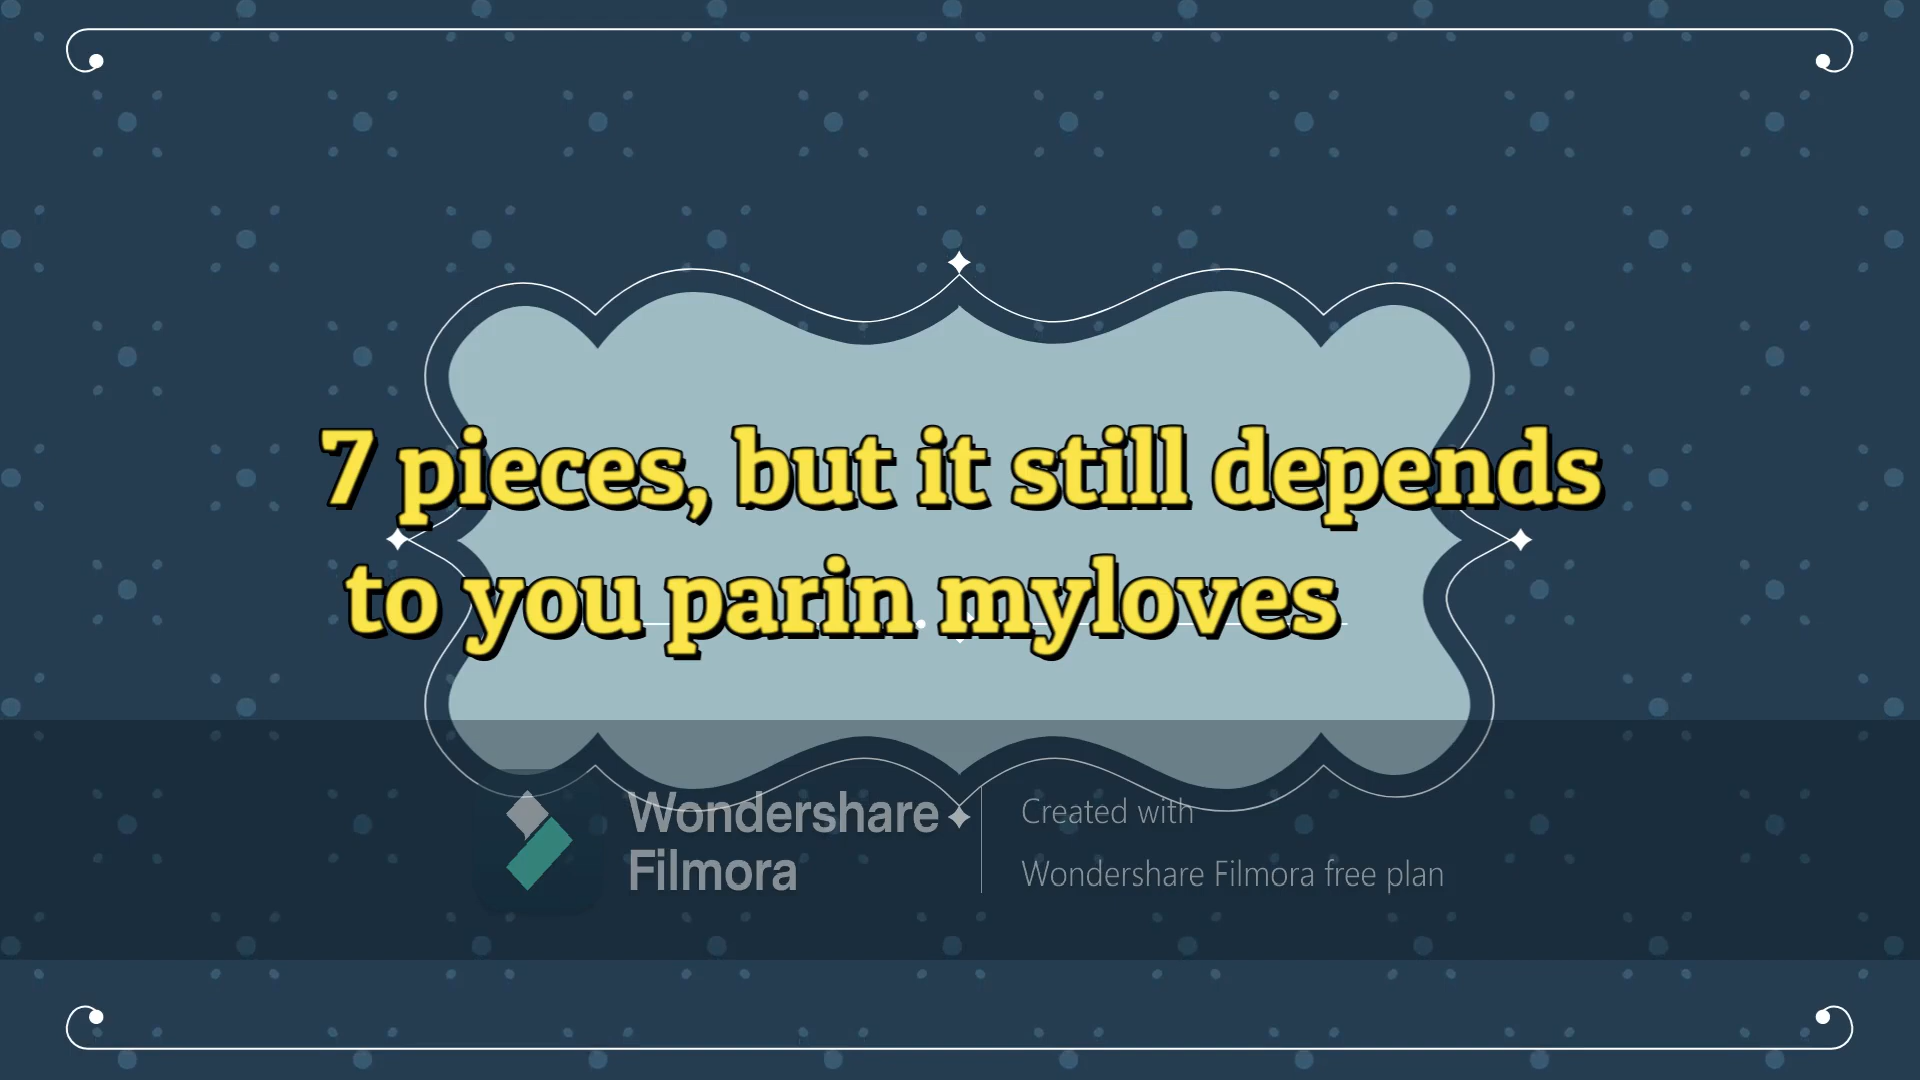 7 pieces, but it still depends
to you parin myloves
Wondershare
Filmora
Created with
Wondershare Filmora free plan